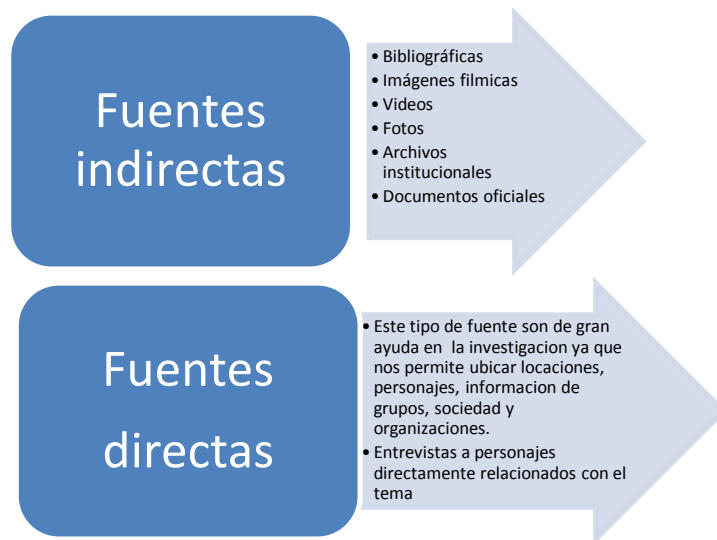 Fuentes
indirectas
• Bibliográficas
• Imágenes filmicas
• Videos
• Fotos
• Archivos
institucionales
• Documentos oficiales
Fuentes
directas
• Este tipo de fuente son de gran
ayuda en la investigacion ya que
nos permite ubicar locaciones,
personajes, informacion de
grupos, sociedad y
organizaciones.
• Entrevistas a personajes
directamente relacionados con el
tema